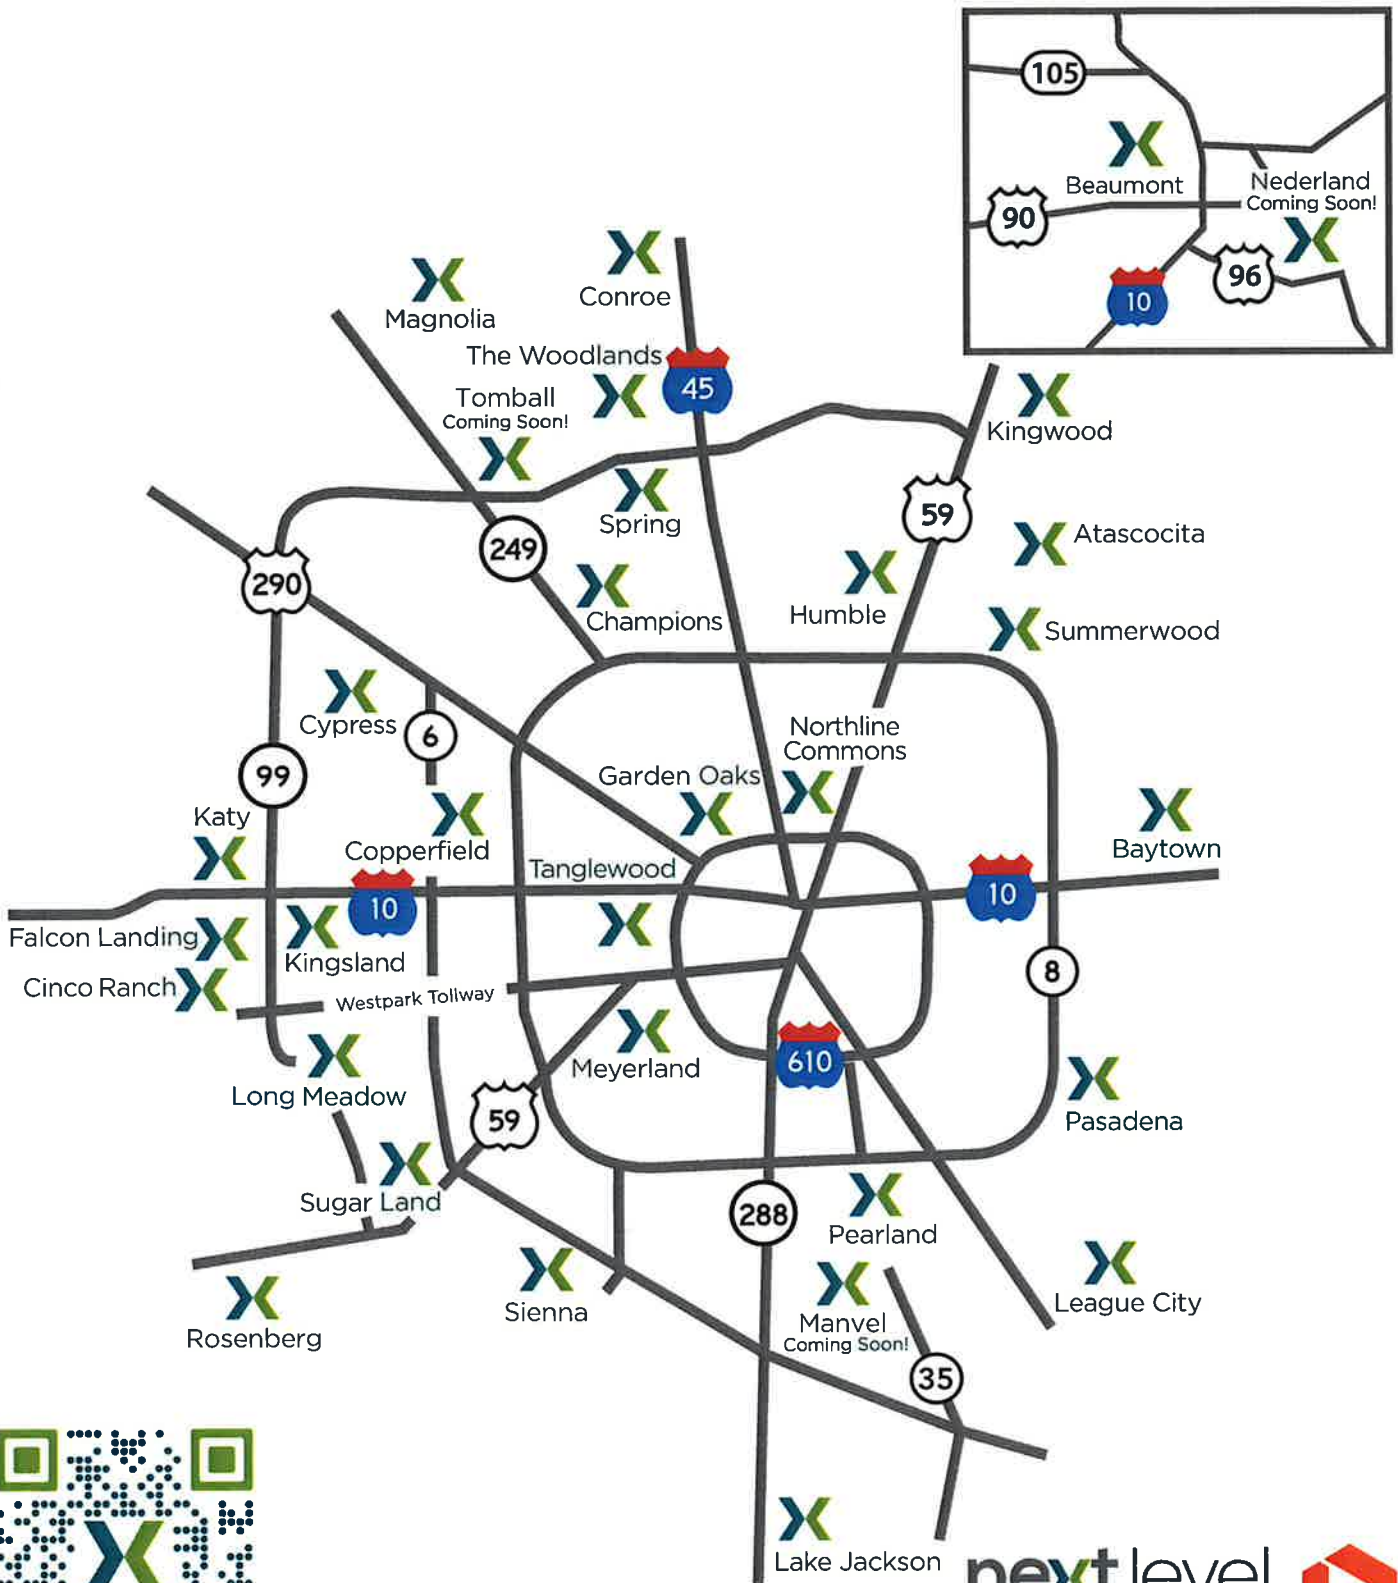 105
Beaumont
Nederland
Coming Soon!
90
96
10
Conroe
Magnolia
The Woodlands
45
Tomball
Coming Soon!
Kingwood
Spring
59
249
Atascocita
290
Champions
Humble
Summerwood
Cypress
6
Northline
Commons
99
Garden Oaks
Katy
Copperfield
Tanglewood
Baytown
10
10
Falcon Landing
Kingsland
Cinco Ranch
Westpark Tollway
8
Meyerland
610
Long Meadow
59
Pasadena
Sugar Land
288
Pearland
Sienna
League City
Rosenberg
Manvel
Coming Soon!
35
Lake Jackson
next level